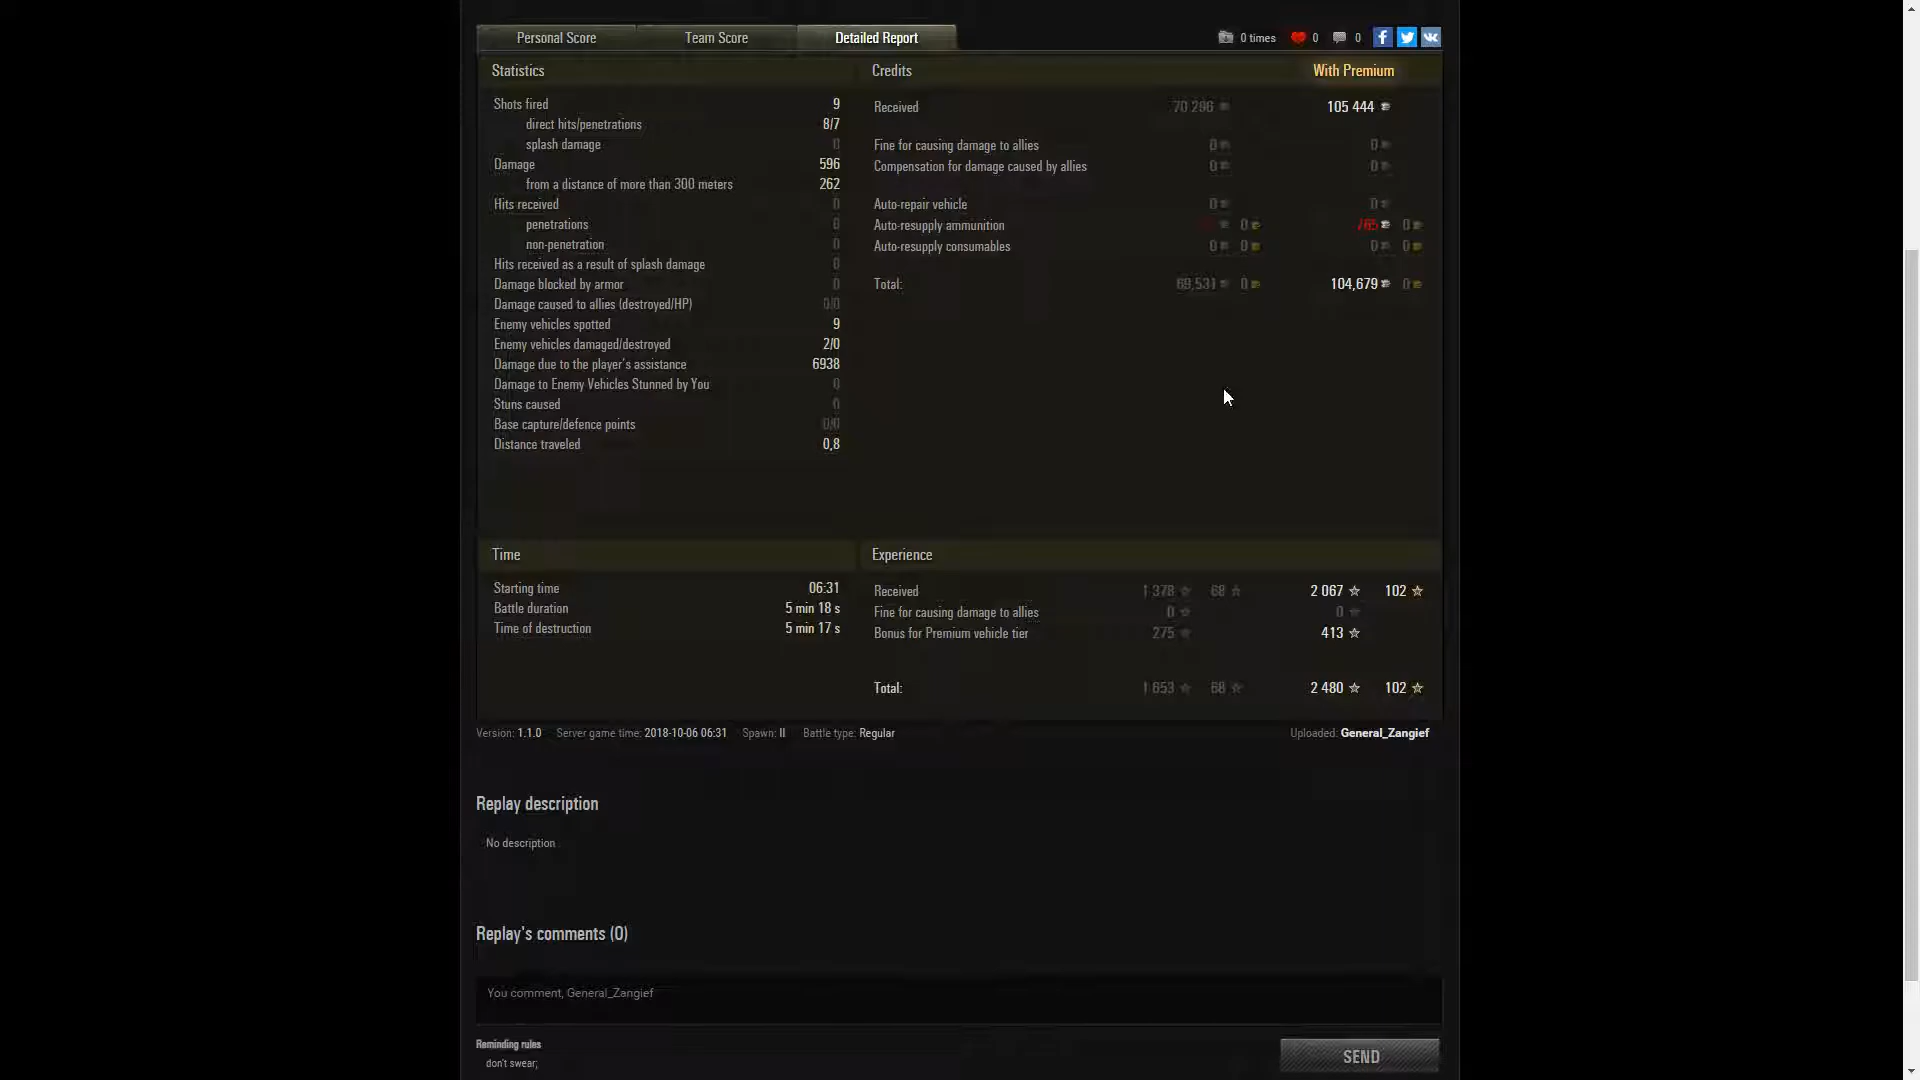 Personal Score Team Score Detailed Report 0 times 0 0
Statistics
Shots fired 9
direct hits/penetrations 8/7
splash damage 0
Damage 596
from a distance of more than 300 meters 262
Hits received 0
penetrations 0
non-penetration 0
Hits received as a result of splash damage 0
Damage blocked by armor 0
Damage caused to allies (destroyed/HP) 0/0
Enemy vehicles spotted 9
Enemy vehicles damaged/destroyed 2/0
Damage due to the player's assistance 6938
Damage to Enemy Vehicles Stunned by You 0
Stuns caused 0
Base capture/defence points 0/0
Distance traveled 0,8
Credits With Premium
Received 70 296 105 444
Fine for causing damage to allies 0 0
Compensation for damage caused by allies 0 0
Auto-repair vehicle 0 0
Auto-resupply ammunition 0 765 0
Auto-resupply consumables 0 0 0 0
Total: 69,531 0 104,679 0
Time
Starting time 06:31
Battle duration 5 min 18 s
Time of destruction 5 min 17 s
Experience
Received 1 378 68 2 067 102
Fine for causing damage to allies 0 0
Bonus for Premium vehicle tier 275 413
Total: 1 653 68 2 480 102
Version: 1.1.0 Server game time: 2018-10-06 06:31 Spawn: II Battle type: Regular Uploaded: General_Zangief
Replay description
No description
Replay's comments (0)
You comment, General_Zangief
Reminding rules
don't swear;
SEND